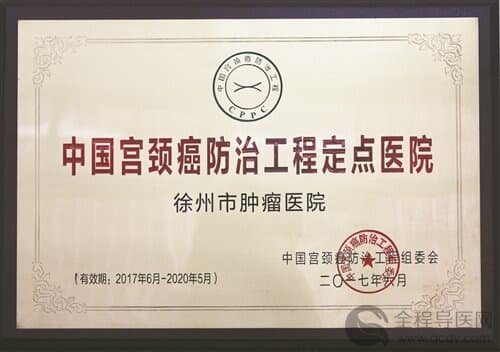 中国宫颈癌防治工程
CPPC
中国宫颈癌防治工程定点医院
徐州市肿瘤医院
中国宫颈癌防治工程组委会
(有效期：2017年6月-2020年5月)
二〇一七年六月
全程导医网